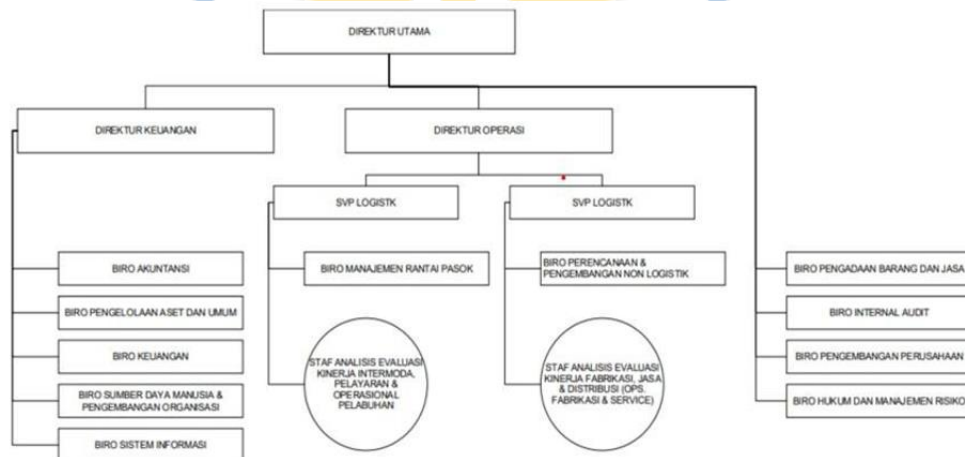 DIREKTUR UTAMA
DIREKTUR KEUANGAN
DIREKTUR OPERASI
SVP LOGISTK
SVP LOGISTK
BIRO AKUNTANSI
BIRO PENGELOLAAN ASET DAN UMUM
BIRO KEUANGAN
BIRO SUMBER DAYA MANUSIA &
PENGEMBANGAN ORGANISASI
BIRO SISTEM INFORMASI
BIRO MANAJEMEN RANTAI PASOK
STAF ANALISIS EVALUASI
KINERJA INTERMODA,
PELAYARAN &
OPERASIONAL
PELABUHAN
BIRO PERENCANAAN &
PENGEMBANGAN NON LOGISTIK
STAF ANALISIS EVALUASI
KINERJA FABRIKASI, JASA
& DISTRIBUSI (OPS.
FABRIKASI & SERVICE)
BIRO PENGADAAN BARANG DAN JASA
BIRO INTERNAL AUDIT
BIRO PENGEMBANGAN PERUSAHAAN
BIRO HUKUM DAN MANAJEMEN RISIKO